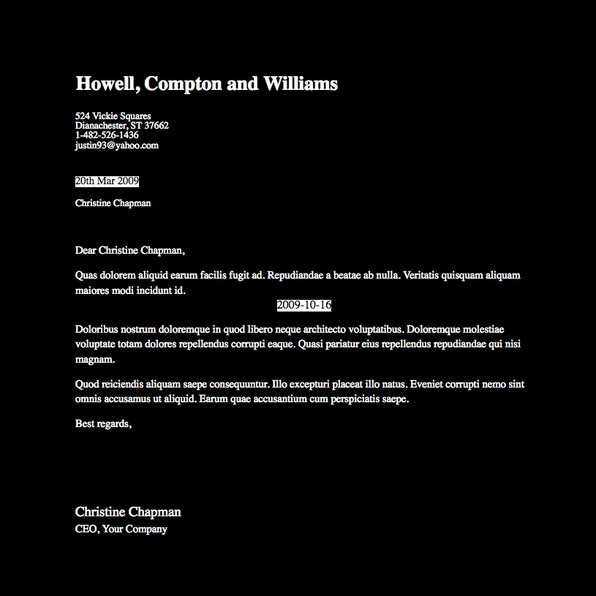 Howell, Compton and Williams
524 Vickie Squares
Dianachester, ST 37662
1-482-526-1436
justin93@yahoo.com
20th Mar 2009
Christine Chapman
Dear Christine Chapman,
Quas dolorem aliquid earum facilis fugit ad. Repudiandae a beatae ab nulla. Veritatis quisquam aliquam
maiores modi incidunt id.
2009-10-16
Doloribus nostrum doloremque in quod libero neque architecto voluptatibus. Doloremque molestiae
voluptate totam dolores repellendus corrupti eaque. Quasi pariatur eius repellendus repudiandae qui nisi
magnam.
Quod reiciendis aliquam saepe consequuntur. Illo excepturi placeat illo natus. Eveniet corrupti nemo sint
omnis accusamus ut aliquid. Earum quae accusantium cum perspiciatis saepe.
Best regards,
Christine Chapman
CEO, Your Company